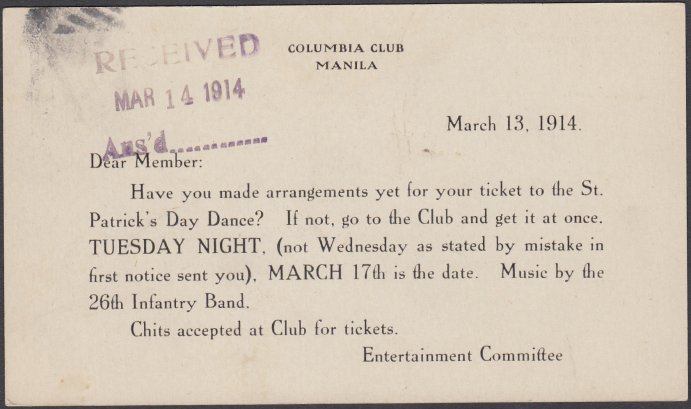 COLUMBIA CLUB
MANILA
RECEIVED
MAR 14 1914
Ans'd.............
March 13, 1914.
Dear Member:
Have you made arrangements yet for your ticket to the St.
Patrick's Day Dance? If not, go to the Club and get it at once.
TUESDAY NIGHT, (not Wednesday as stated by mistake in
first notice sent you), MARCH 17th is the date. Music by the
26th Infantry Band.
Chits accepted at Club for tickets.
Entertainment Committee